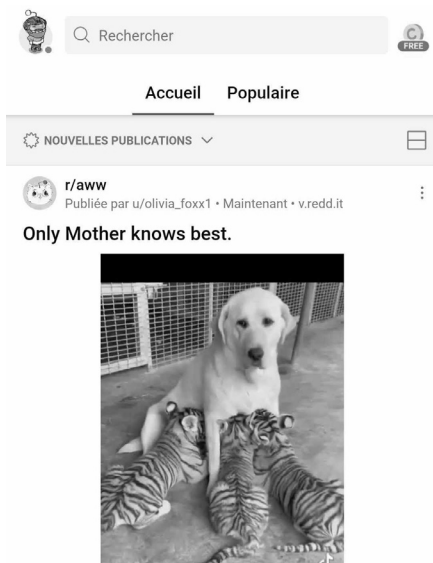 Rechercher
FREE
Accueil Populaire
NOUVELLES PUBLICATIONS
r/aww
Publiée par u/olivia_foxx1 • Maintenant • v.redd.it
Only Mother knows best.